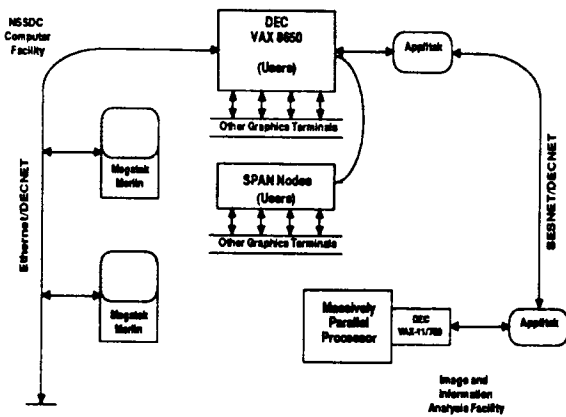 NSSDC
Computer
Facility
DEC
VAX 8650
(Users)
Applitek
Other Graphics Terminals
Megatek
Merlin
SPAN Nodes
(Users)
Other Graphics Terminals
Ethernet/DECNET
SESNET/DECNET
Megatek
Merlin
Massively
Parallel
Processor
DEC
VAX-11/780
Applitek
Image and
Information
Analysis Facility